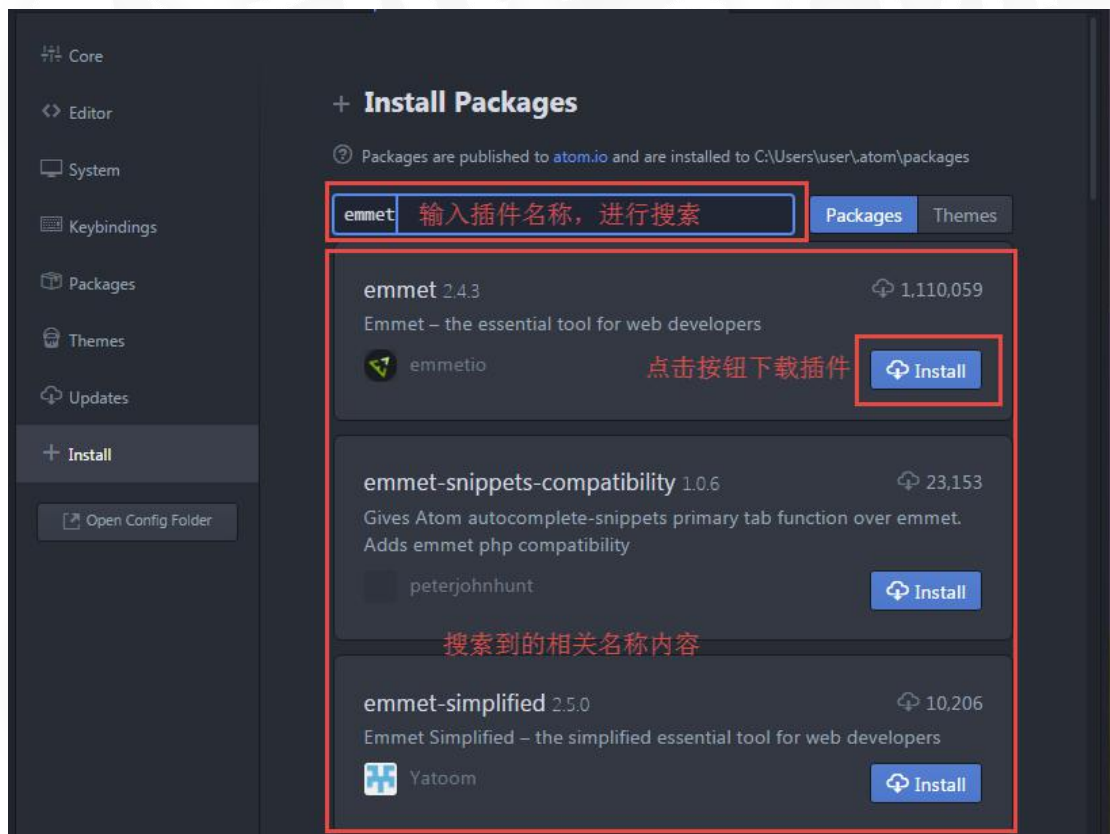 Core
Editor
System
Keybindings
Packages
Themes
Updates
Install
Open Config Folder
Install Packages
Packages are published to atom.io and are installed to C:\Users\user\.atom\packages
emmet 输入插件名称，进行搜索
Packages Themes
emmet 2.4.3 1,110,059
Emmet – the essential tool for web developers
emmetio 点击按钮下载插件 Install
emmet-snippets-compatibility 1.0.6 23,153
Gives Atom autocomplete-snippets primary tab function over emmet.
Adds emmet php compatibility
peterjohnhunt Install
搜索到的相关名称内容
emmet-simplified 2.5.0 10,206
Emmet Simplified – the simplified essential tool for web developers
Yatoom Install